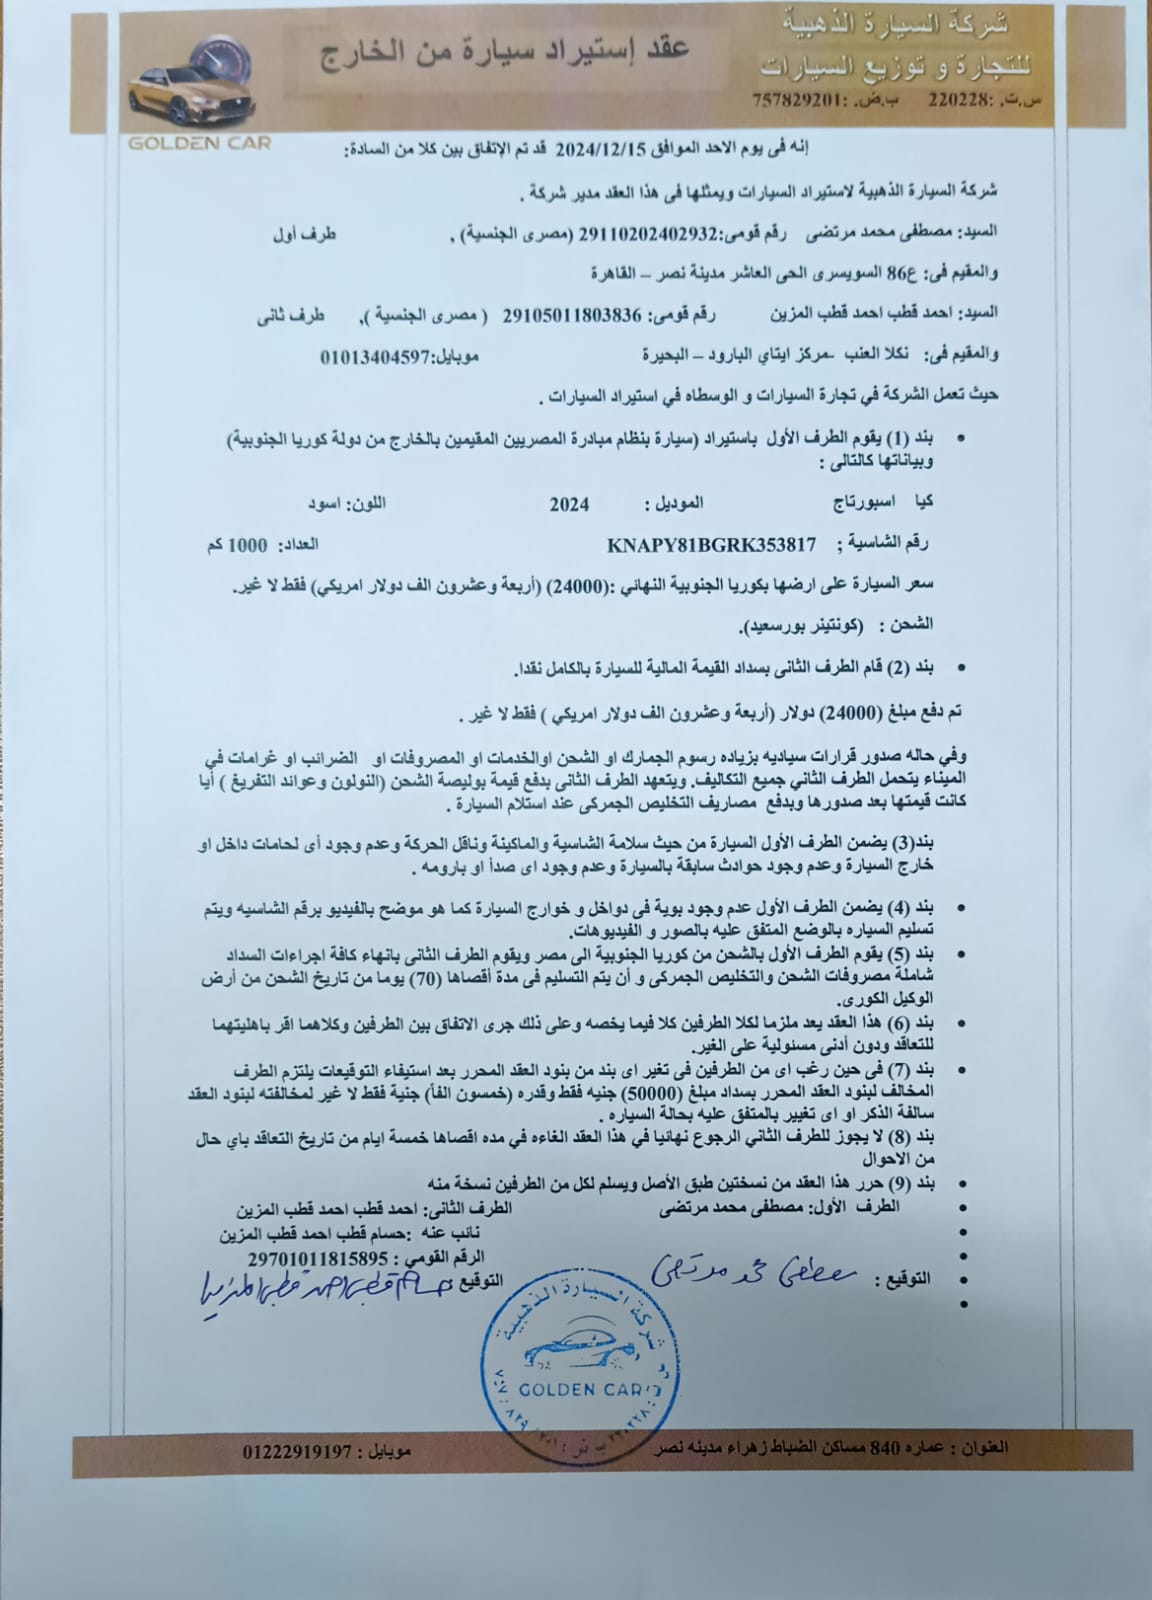 شركة السيارة الذهبية
للتجارة و توزيع السيارات
س.ت. :220228 ب.ض. :757829201
عقد إستيراد سيارة من الخارج
GOLDEN CAR
إنه فى يوم الاحد الموافق 2024/12/15 قد تم الإتفاق بين كلا من السادة:
شركة السيارة الذهبية لاستيراد السيارات ويمثلها فى هذا العقد مدير شركة .
السيد: مصطفى محمد مرتضى رقم قومى:29110202402932 (مصرى الجنسية) , طرف أول
والمقيم فى: ع86 السويسرى الحى العاشر مدينة نصر – القاهرة
السيد: احمد قطب احمد قطب المزين رقم قومى: 29105011803836 ( مصرى الجنسية ), طرف ثانى
والمقيم فى: نكلا العنب -مركز ايتاي البارود – البحيرة موبايل:01013404597
حيث تعمل الشركة في تجارة السيارات و الوسطاه في استيراد السيارات .
• بند (1) يقوم الطرف الأول باستيراد (سيارة بنظام مبادرة المصريين المقيمين بالخارج من دولة كوريا الجنوبية)
وبياناتها كالتالى :
كيا اسبورتاج الموديل : 2024 اللون: اسود
رقم الشاسية ; KNAPY81BGRK353817 العداد: 1000 كم
سعر السيارة على ارضها بكوريا الجنوبية النهائي :(24000) (أربعة وعشرون الف دولار امريكي) فقط لا غير.
الشحن : (كونتينر بورسعيد).
• بند (2) قام الطرف الثانى بسداد القيمة المالية للسيارة بالكامل نقدا.
تم دفع مبلغ (24000) دولار (أربعة وعشرون الف دولار امريكي ) فقط لا غير .
وفي حاله صدور قرارات سياديه بزياده رسوم الجمارك او الشحن اوالخدمات او المصروفات او الضرائب او غرامات في
الميناء يتحمل الطرف الثاني جميع التكاليف. ويتعهد الطرف الثانى بدفع قيمة بوليصة الشحن (النولون وعوائد التفريغ ) أيا
كانت قيمتها بعد صدورها وبدفع مصاريف التخليص الجمركى عند استلام السيارة .
بند(3) يضمن الطرف الأول السيارة من حيث سلامة الشاسية والماكينة وناقل الحركة وعدم وجود أى لحامات داخل او
خارج السيارة وعدم وجود حوادث سابقة بالسيارة وعدم وجود اى صدأ او بارومه .
• بند (4) يضمن الطرف الأول عدم وجود بوية فى دواخل و خوارج السيارة كما هو موضح بالفيديو برقم الشاسيه ويتم
تسليم السياره بالوضع المتفق عليه بالصور و الفيديوهات.
• بند (5) يقوم الطرف الأول بالشحن من كوريا الجنوبية الى مصر ويقوم الطرف الثانى بانهاء كافة اجراءات السداد
شاملة مصروفات الشحن والتخليص الجمركى و أن يتم التسليم فى مدة أقصاها (70) يوما من تاريخ الشحن من أرض
الوكيل الكورى.
• بند (6) هذا العقد يعد ملزما لكلا الطرفين كلا فيما يخصه وعلى ذلك جرى الاتفاق بين الطرفين وكلاهما اقر باهليتهما
للتعاقد ودون أدنى مسئولية على الغير.
• بند (7) فى حين رغب اى من الطرفين فى تغير اى بند من بنود العقد المحرر بعد استيفاء التوقيعات يلتزم الطرف
المخالف لبنود العقد المحرر بسداد مبلغ (50000) جنيه فقط وقدره (خمسون الفاً) جنية فقط لا غير لمخالفته لبنود العقد
سالفة الذكر او اى تغيير بالمتفق عليه بحالة السياره .
بند (8) لا يجوز للطرف الثاني الرجوع نهائيا في هذا العقد الغاءه في مده اقصاها خمسة ايام من تاريخ التعاقد باي حال
من الاحوال
• بند (9) حرر هذا العقد من نسختين طبق الأصل ويسلم لكل من الطرفين نسخة منه
• الطرف الأول: مصطفى محمد مرتضى الطرف الثانى: احمد قطب احمد قطب المزين
• نائب عنه :حسام قطب احمد قطب المزين
• الرقم القومي : 29701011815895
• التوقيع : مصطفى محمد مرتضى التوقيع حسام قطب احمد قطب المزين
شركة السيارة الذهبية
GOLDEN CAR
العنوان : عماره 840 مساكن الضباط زهراء مدينه نصر موبايل : 01222919197